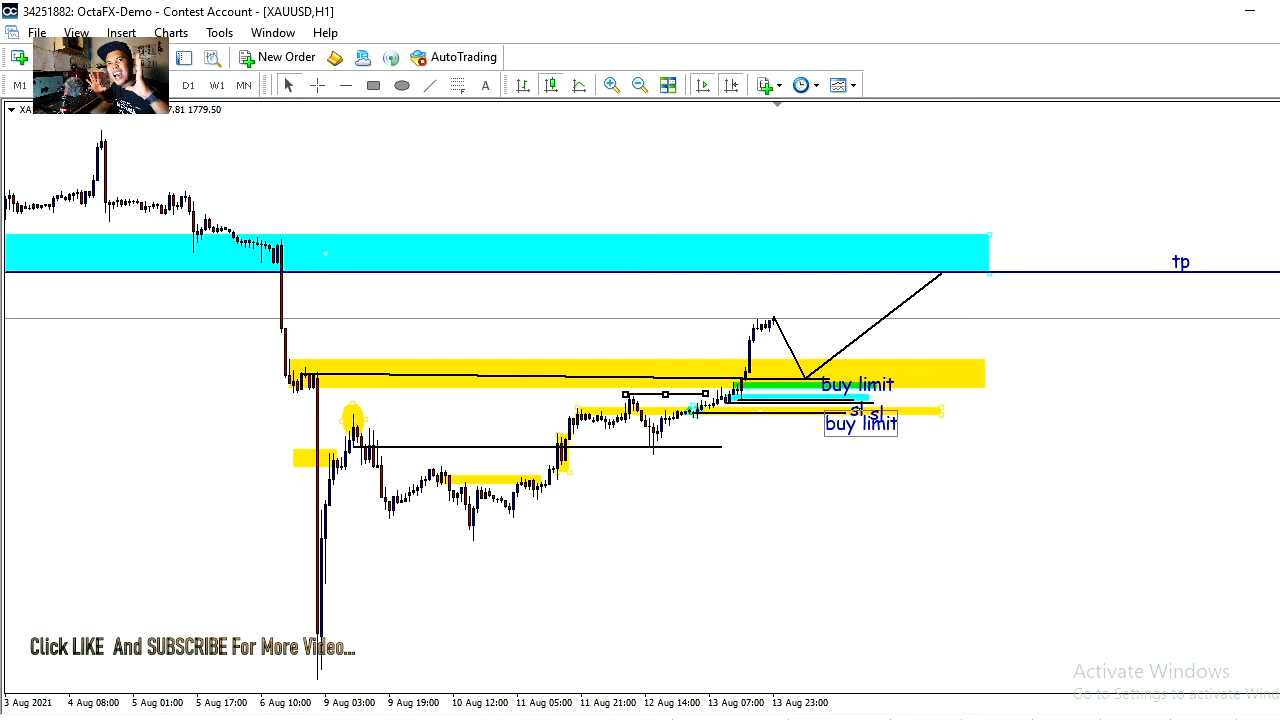 34251882: OctaFX-Demo - Contest Account - [XAUUSD,H1]
File View Insert Charts Tools Window Help
New Order AutoTrading
M1 D1 W1 MN A
XA 7.81 1779.50
tp
buy limit
sl sl
buy limit
Click LIKE And SUBSCRIBE For More Video...
Activate Windows
Go to Settings to activate Wind
3 Aug 2021 4 Aug 08:00 5 Aug 01:00 5 Aug 17:00 6 Aug 10:00 9 Aug 03:00 9 Aug 19:00 10 Aug 12:00 11 Aug 05:00 11 Aug 21:00 12 Aug 14:00 13 Aug 07:00 13 Aug 23:00